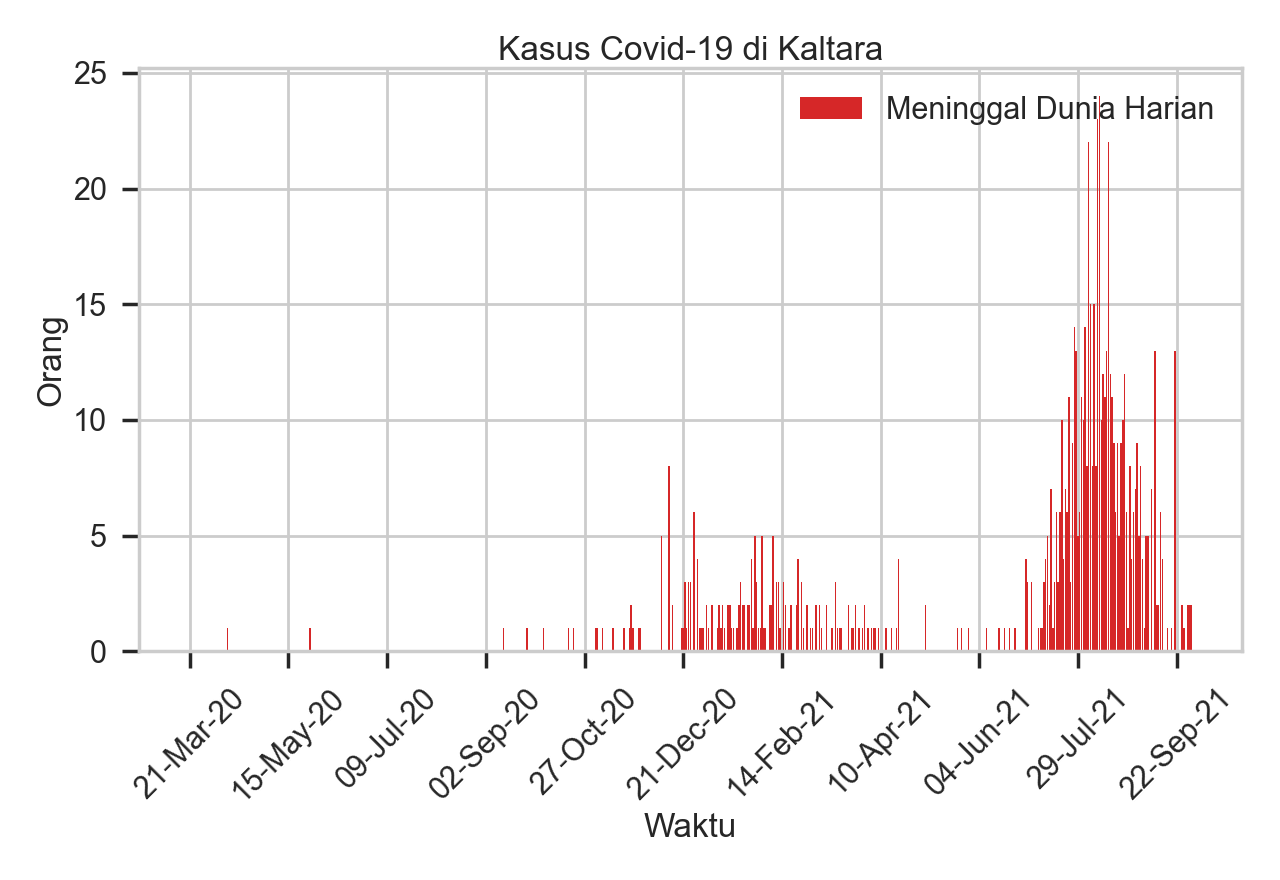 Kasus Covid-19 di Kaltara
Meninggal Dunia Harian
Orang
25
20
15
10
5
0
21-Mar-20
15-May-20
09-Jul-20
02-Sep-20
27-Oct-20
21-Dec-20
14-Feb-21
10-Apr-21
04-Jun-21
29-Jul-21
22-Sep-21
Waktu